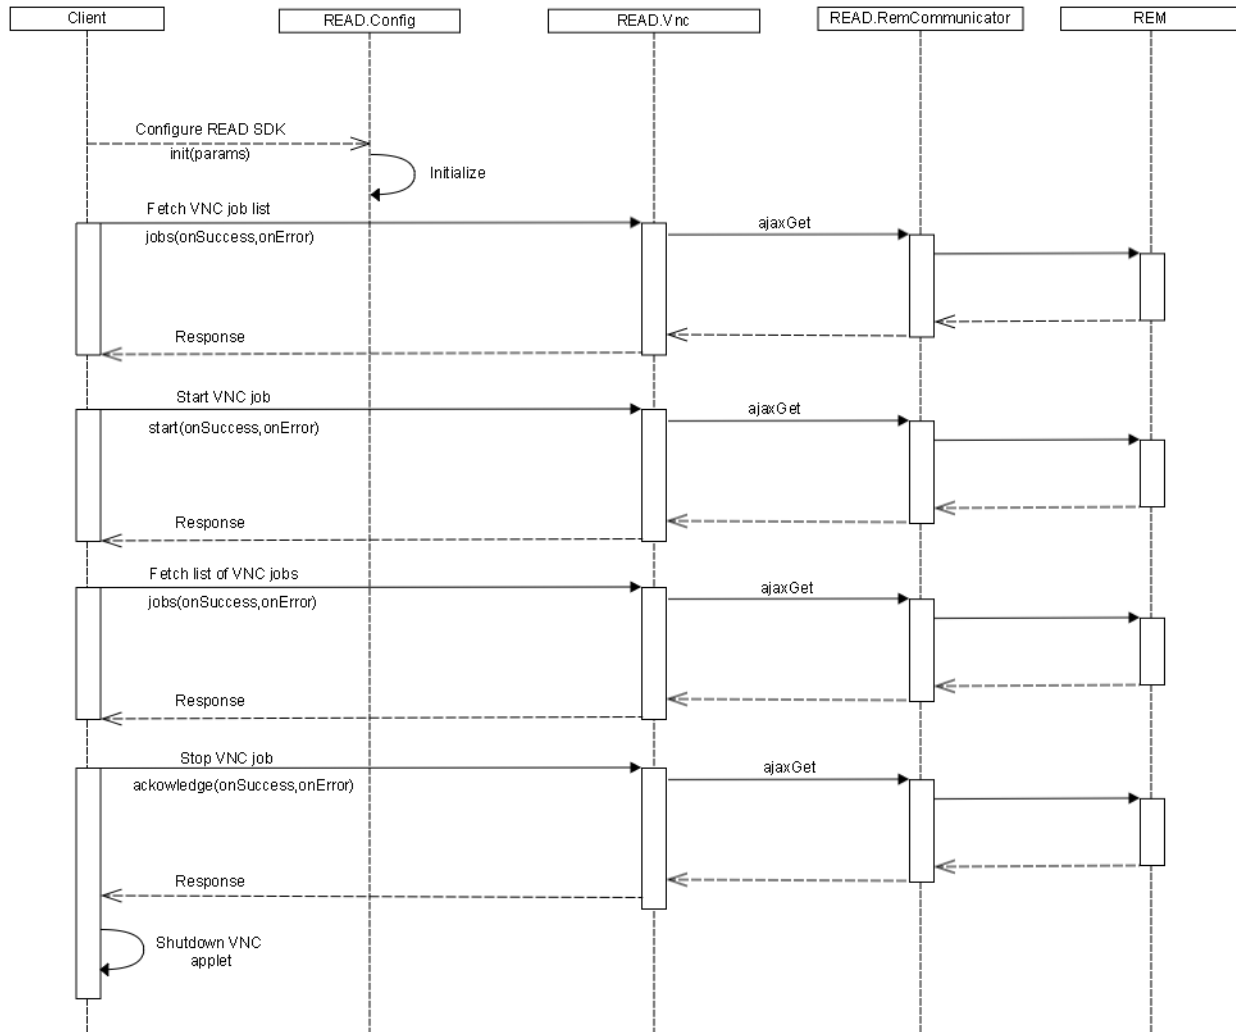 Client
READ.Config
READ.Vnc
READ.RemCommunicator
REM
Configure READ SDK
init(params)
Initialize
Fetch VNC job list
jobs(onSuccess,onError)
ajaxGet
Response
Start VNC job
start(onSuccess,onError)
ajaxGet
Response
Fetch list of VNC jobs
jobs(onSuccess,onError)
ajaxGet
Response
Stop VNC job
ackowledge(onSuccess,onError)
ajaxGet
Response
Shutdown VNC
applet